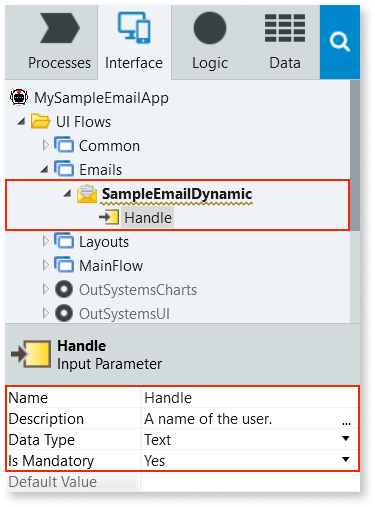 Processes Interface Logic Data
MySampleEmailApp
UI Flows
Common
Emails
SampleEmailDynamic
Handle
Layouts
MainFlow
OutSystemsCharts
OutSystemsUI
Handle
Input Parameter
Name Handle
Description A name of the user. ...
Data Type Text
Is Mandatory Yes
Default Value